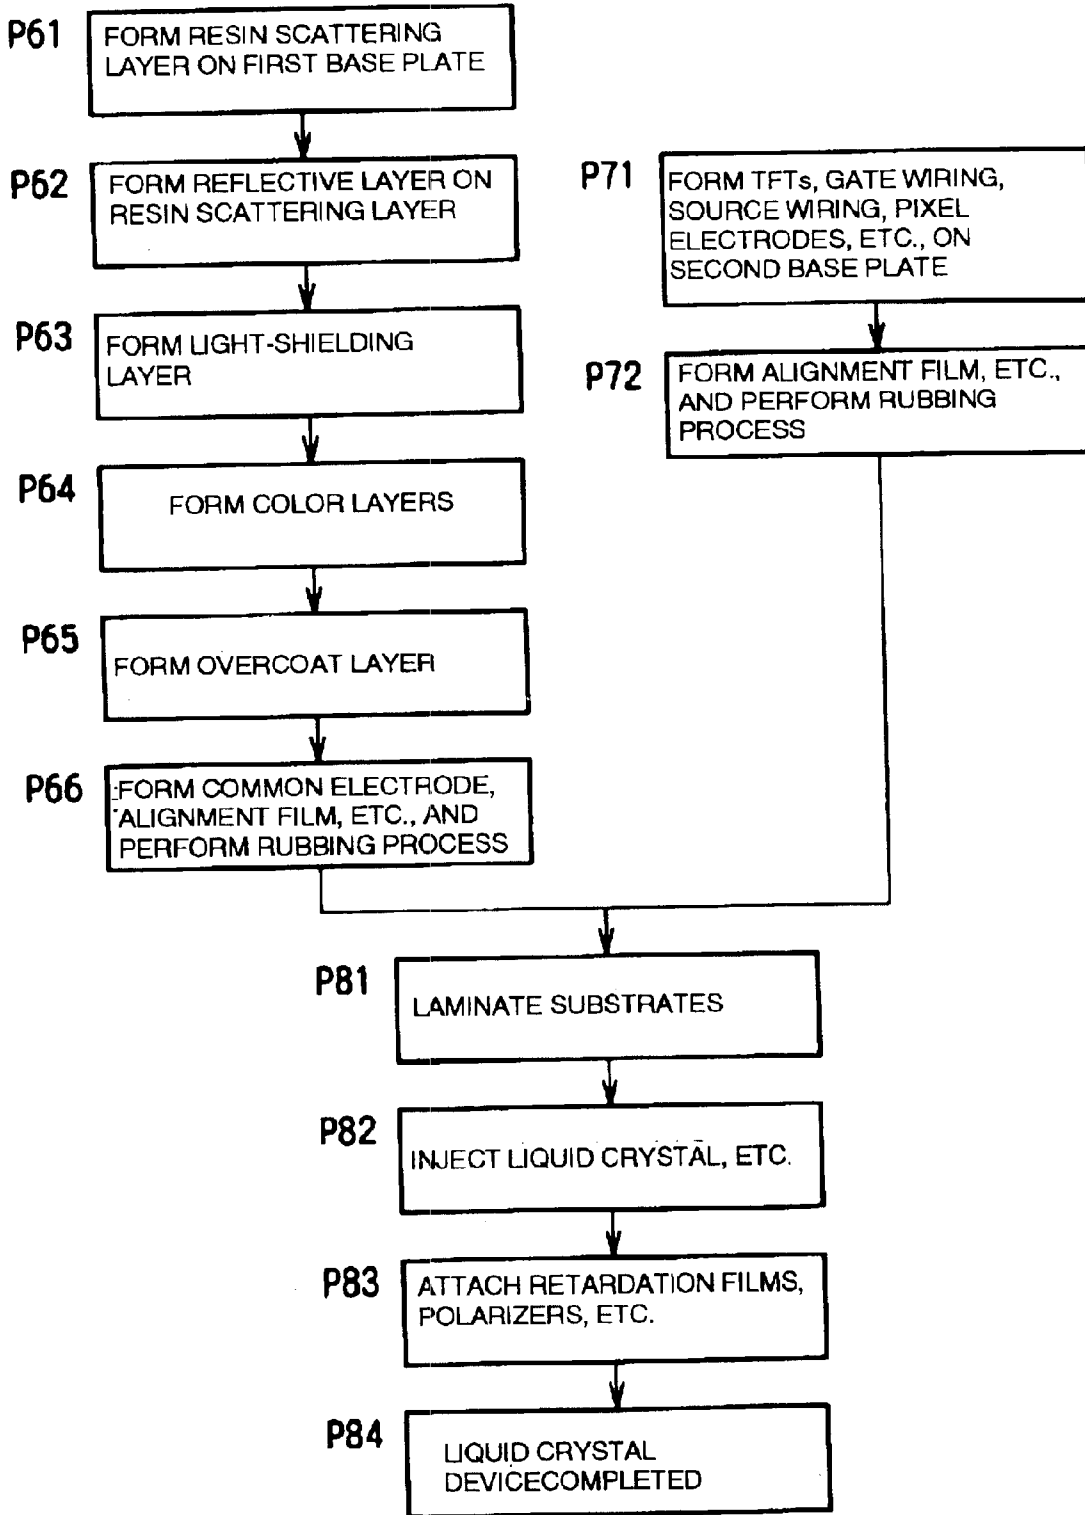 P61
FORM RESIN SCATTERING
LAYER ON FIRST BASE PLATE
P62
FORM REFLECTIVE LAYER ON
RESIN SCATTERING LAYER
P63
FORM LIGHT-SHIELDING
LAYER
P64
FORM COLOR LAYERS
P65
FORM OVERCOAT LAYER
P66
FORM COMMON ELECTRODE,
ALIGNMENT FILM, ETC., AND
PERFORM RUBBING PROCESS
P71
FORM TFTs, GATE WIRING,
SOURCE WIRING, PIXEL
ELECTRODES, ETC., ON
SECOND BASE PLATE
P72
FORM ALIGNMENT FILM, ETC.,
AND PERFORM RUBBING
PROCESS
P81
LAMINATE SUBSTRATES
P82
INJECT LIQUID CRYSTAL, ETC.
P83
ATTACH RETARDATION FILMS,
POLARIZERS, ETC.
P84
LIQUID CRYSTAL
DEVICECOMPLETED